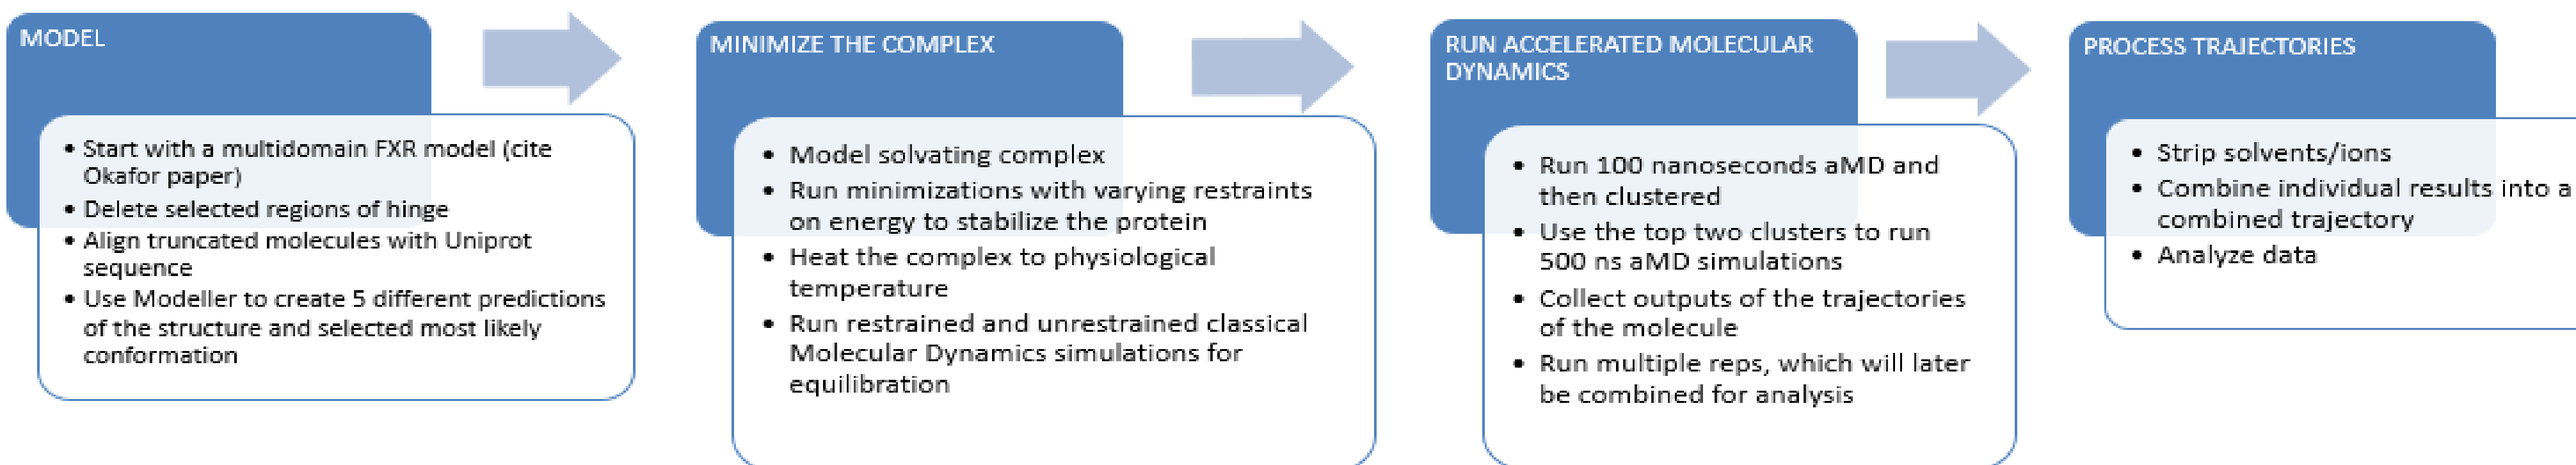 MODEL
• Start with a multidomain FXR model (cite
Okafor paper)
• Delete selected regions of hinge
• Align truncated molecules with Uniprot
sequence
• Use Modeller to create 5 different predictions
of the structure and selected most likely
conformation
MINIMIZE THE COMPLEX
• Model solvating complex
• Run minimizations with varying restraints
on energy to stabilize the protein
• Heat the complex to physiological
temperature
• Run restrained and unrestrained classical
Molecular Dynamics simulations for
equilibration
RUN ACCELERATED MOLECULAR
DYNAMICS
• Run 100 nanoseconds aMD and
then clustered
• Use the top two clusters to run
500 ns aMD simulations
• Collect outputs of the trajectories
of the molecule
• Run multiple reps, which will later
be combined for analysis
PROCESS TRAJECTORIES
• Strip solvents/ions
• Combine individual results into a
combined trajectory
• Analyze data